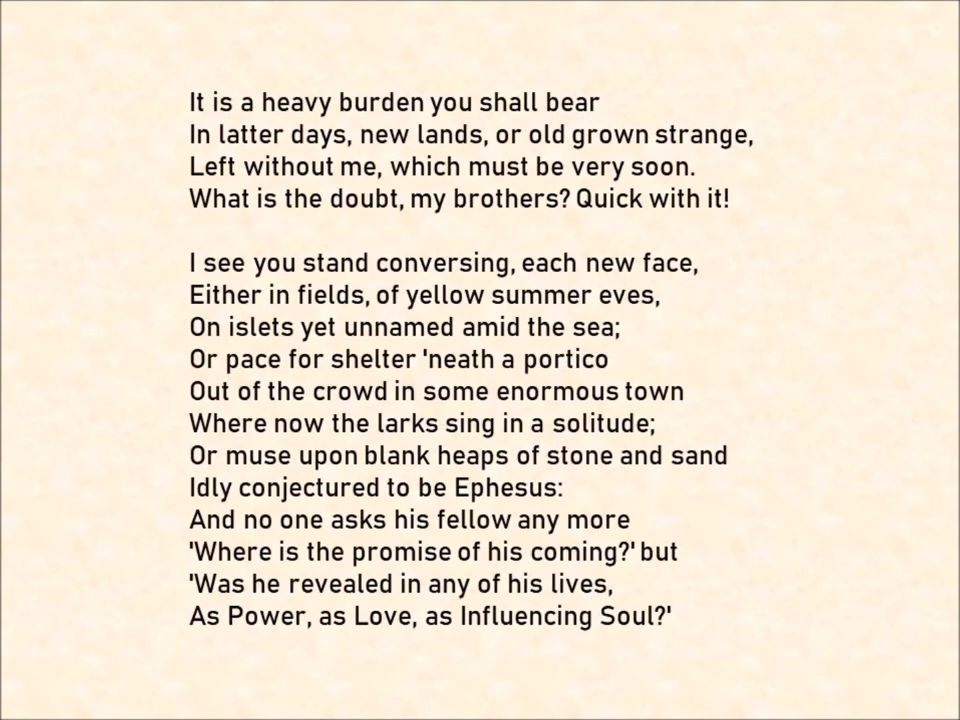 It is a heavy burden you shall bear
In latter days, new lands, or old grown strange,
Left without me, which must be very soon.
What is the doubt, my brothers? Quick with it!

I see you stand conversing, each new face,
Either in fields, of yellow summer eves,
On islets yet unnamed amid the sea;
Or pace for shelter 'neath a portico
Out of the crowd in some enormous town
Where now the larks sing in a solitude;
Or muse upon blank heaps of stone and sand
Idly conjectured to be Ephesus:
And no one asks his fellow any more
'Where is the promise of his coming?' but
'Was he revealed in any of his lives,
As Power, as Love, as Influencing Soul?'